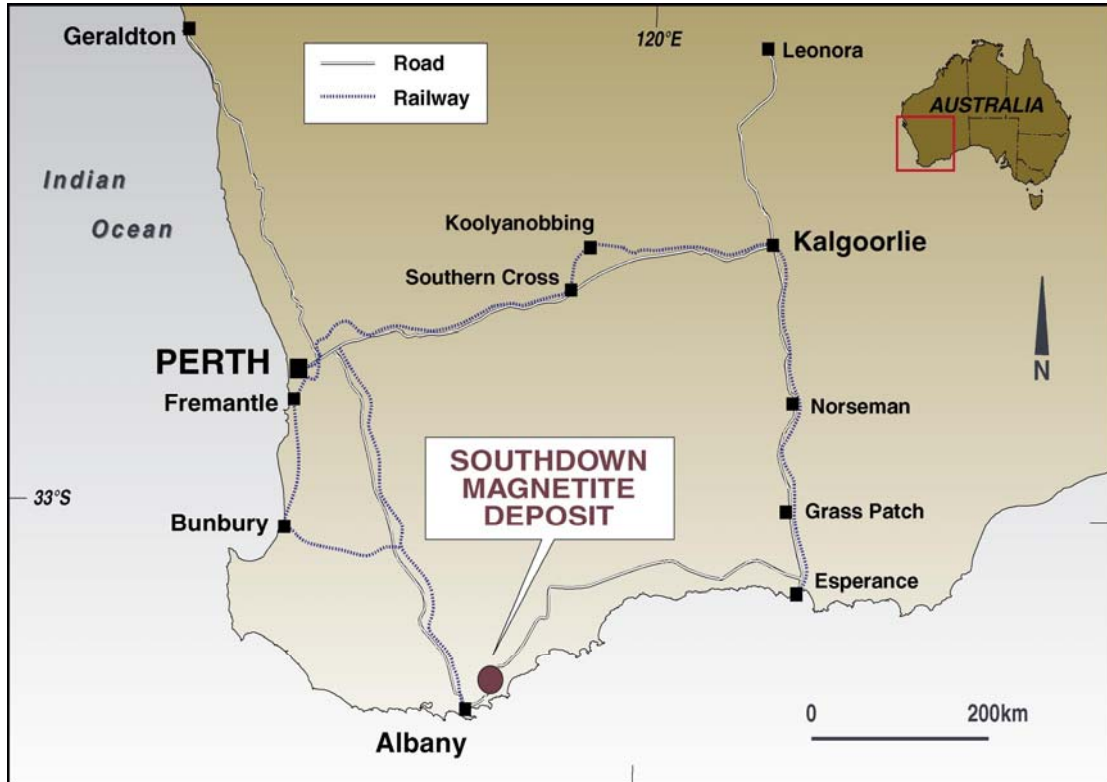 Geraldton
Road
Railway
120°E
Leonora
AUSTRALIA
Indian
Ocean
Koolyanobbing
Kalgoorlie
Southern Cross
PERTH
Fremantle
N
Norseman
SOUTHDOWN
MAGNETITE
DEPOSIT
33°S
Bunbury
Grass Patch
Esperance
Albany
0
200km